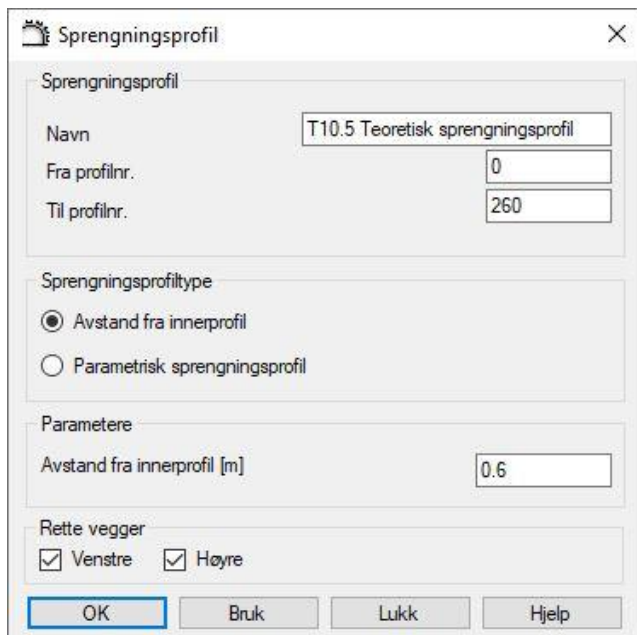 Sprengningsprofil
Sprengningsprofil
Navn T10.5 Teoretisk sprengningsprofil
Fra profilnr. 0
Til profilnr. 260
Sprengningsprofiltype
Avstand fra innerprofil
Parametrisk sprengningsprofil
Parametere
Avstand fra innerprofil [m] 0.6
Rette vegger
Venstre Høyre
OK Bruk Lukk Hjelp